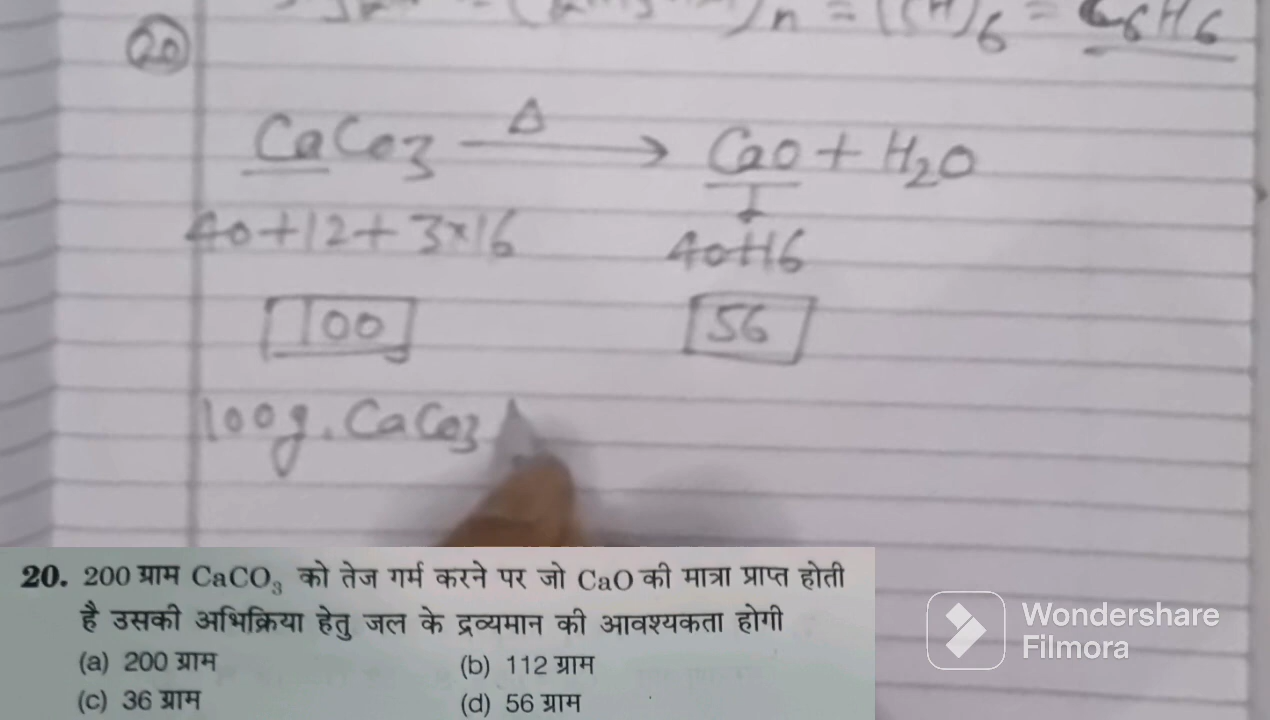 )n = (CH)6 = C6H6
20
CaCo3 Δ → CaO + H2O
40+12+3×16 40+16
100 56
100g. CaCo3
20. 200 ग्राम CaCO3 को तेज गर्म करने पर जो CaO की मात्रा प्राप्त होती
है उसकी अभिक्रिया हेतु जल के द्रव्यमान की आवश्यकता होगी
(a) 200 ग्राम (b) 112 ग्राम
(c) 36 ग्राम (d) 56 ग्राम
Wondershare
Filmora